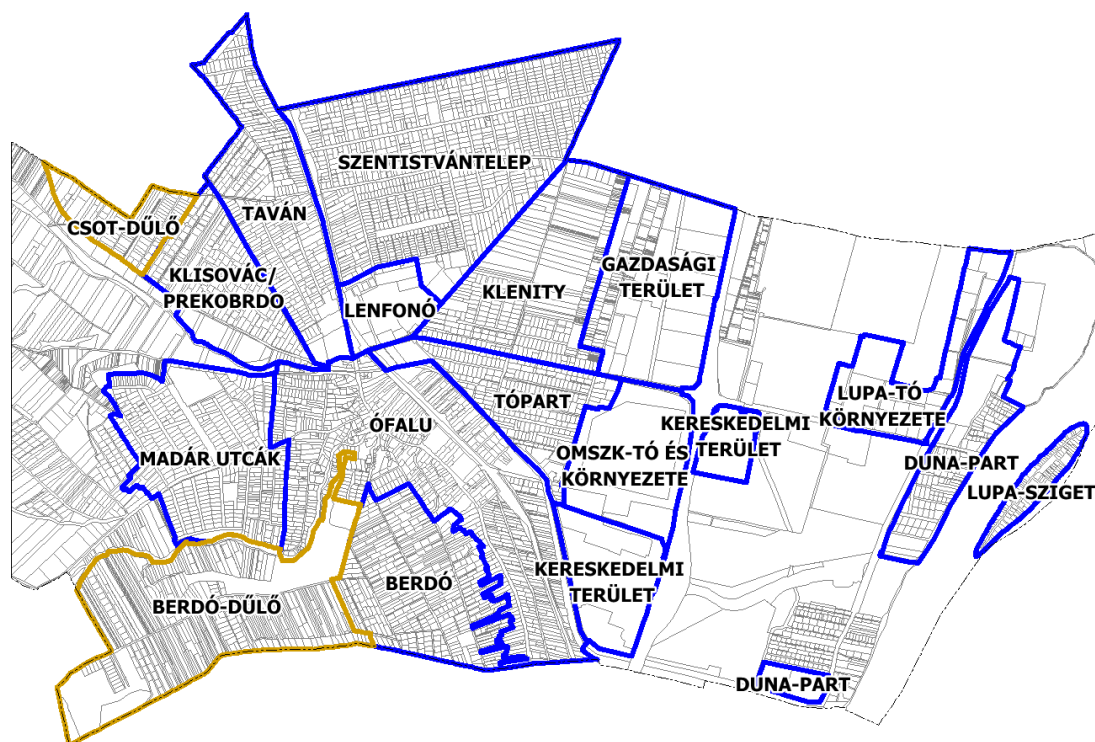 SZENTISTVÁNTELEP
TAVÁN
CSOT-DŰLŐ
KLISOVÁC/
PREKOBRDO
LENFONÓ
KLENITY
GAZDASÁGI
TERÜLET
TÓPART
ÓFALU
MADÁR UTCÁK
OMSZK-TÓ ÉS
KÖRNYEZETE
KERESKEDELMI
TERÜLET
LUPA-TÓ
KÖRNYEZETE
DUNA-PART
LUPA-SZIGET
BERDÓ
BERDÓ-DŰLŐ
KERESKEDELMI
TERÜLET
DUNA-PART